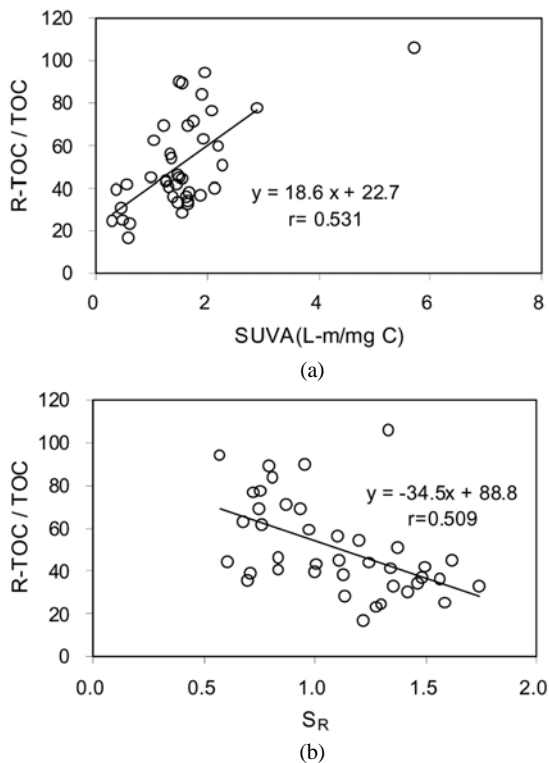 (a)
120
100
80
60
40
20
0
R-TOC / TOC
y = 18.6 x + 22.7
r= 0.531
0 2 4 6 8
SUVA(L-m/mg C)
(a)
120
100
80
60
40
20
0
R-TOC / TOC
y = -34.5x + 88.8
r=0.509
0.0 0.5 1.0 1.5 2.0
SR
(b)